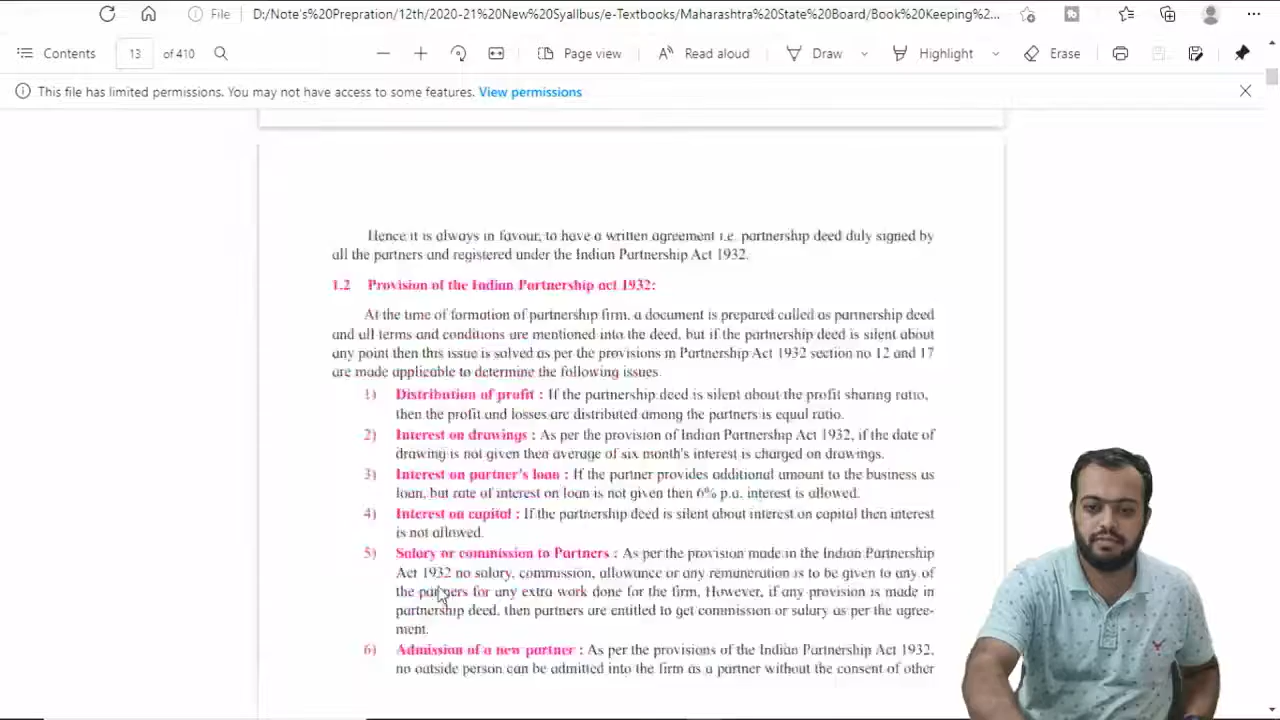 File
D:/Note's%20Prepration/12th/2020-21%20New%20Syallbus/e-Textbooks/Maharashtra%20State%20Board/Book%20Keeping%20%...
Contents 13 of 410 Page view Read aloud Draw Highlight Erase
This file has limited permissions. You may not have access to some features. View permissions
Hence it is always in favour, to have a written agreement i.e. partnership deed duly signed by
all the partners and registered under the Indian Partnership Act 1932.
1.2 Provision of the Indian Partnership act 1932:
At the time of formation of partnership firm, a document is prepared called as partnership deed
and all terms and conditions are mentioned into the deed, but if the partnership deed is silent about
any point then this issue is solved as per the provisions in Partnership Act 1932 section no 12 and 17
are made applicable to determine the following issues.
1) Distribution of profit : If the partnership deed is silent about the profit sharing ratio,
then the profit and losses are distributed among the partners is equal ratio.
2) Interest on drawings : As per the provision of Indian Partnership Act 1932, if the date of
drawing is not given then average of six month's interest is charged on drawings.
3) Interest on partner's loan : If the partner provides additional amount to the business as
loan, but rate of interest on loan is not given then 6% p.a. interest is allowed.
4) Interest on capital : If the partnership deed is silent about interest on capital then interest
is not allowed.
5) Salary or commission to Partners : As per the provision made in the Indian Partnership
Act 1932 no salary, commission, allowance or any remuneration is to be given to any of
the partners for any extra work done for the firm. However, if any provision is made in
partnership deed, then partners are entitled to get commission or salary as per the agree-
ment.
6) Admission of a new partner : As per the provisions of the Indian Partnership Act 1932,
no outside person can be admitted into the firm as a partner without the consent of other